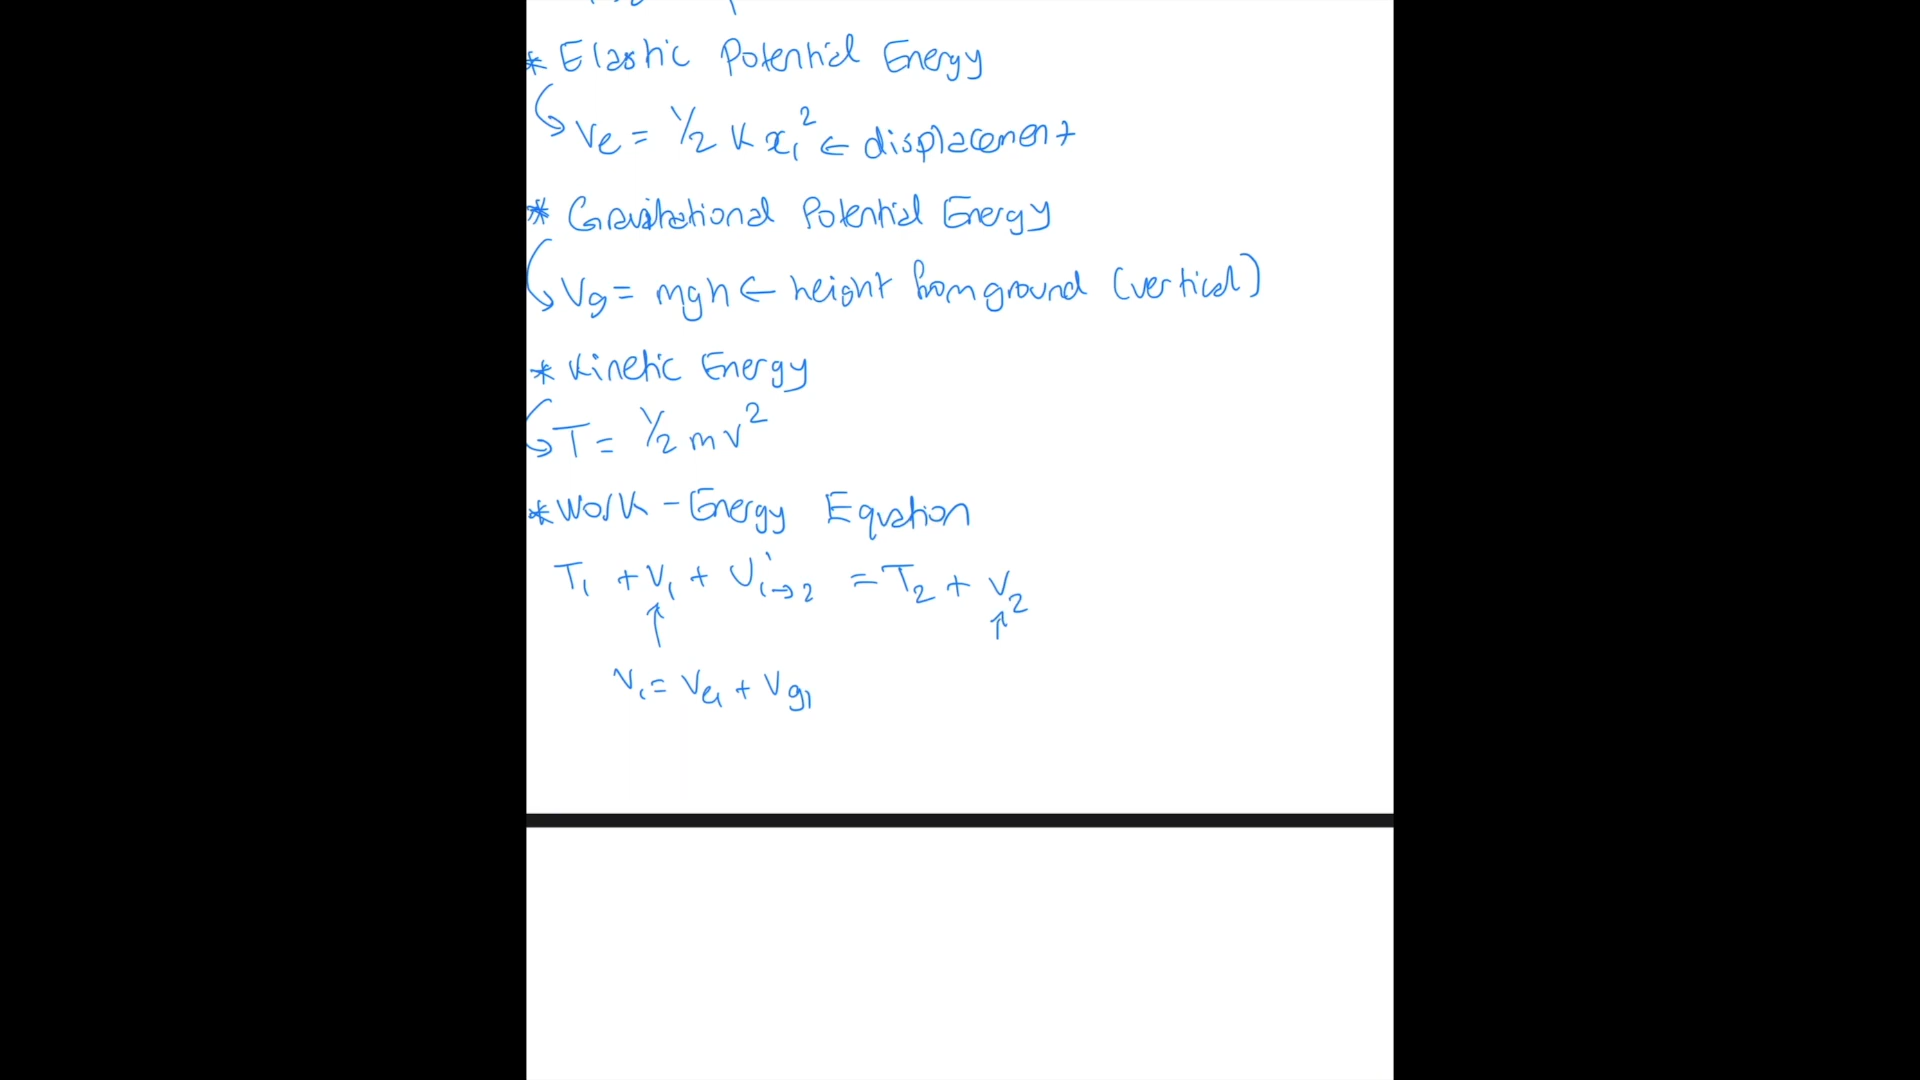 * Elastic Potential Energy
Ve = 1/2 K x₁² ← displacement
* Gravitational Potential Energy
Vg = mgh ← height from ground (vertical)
* Kinetic Energy
T = 1/2 mv²
* Work - Energy Equation
T₁ + V₁ + U'₁→₂ = T₂ + V₂
V₁ = Ve₁ + Vg₁